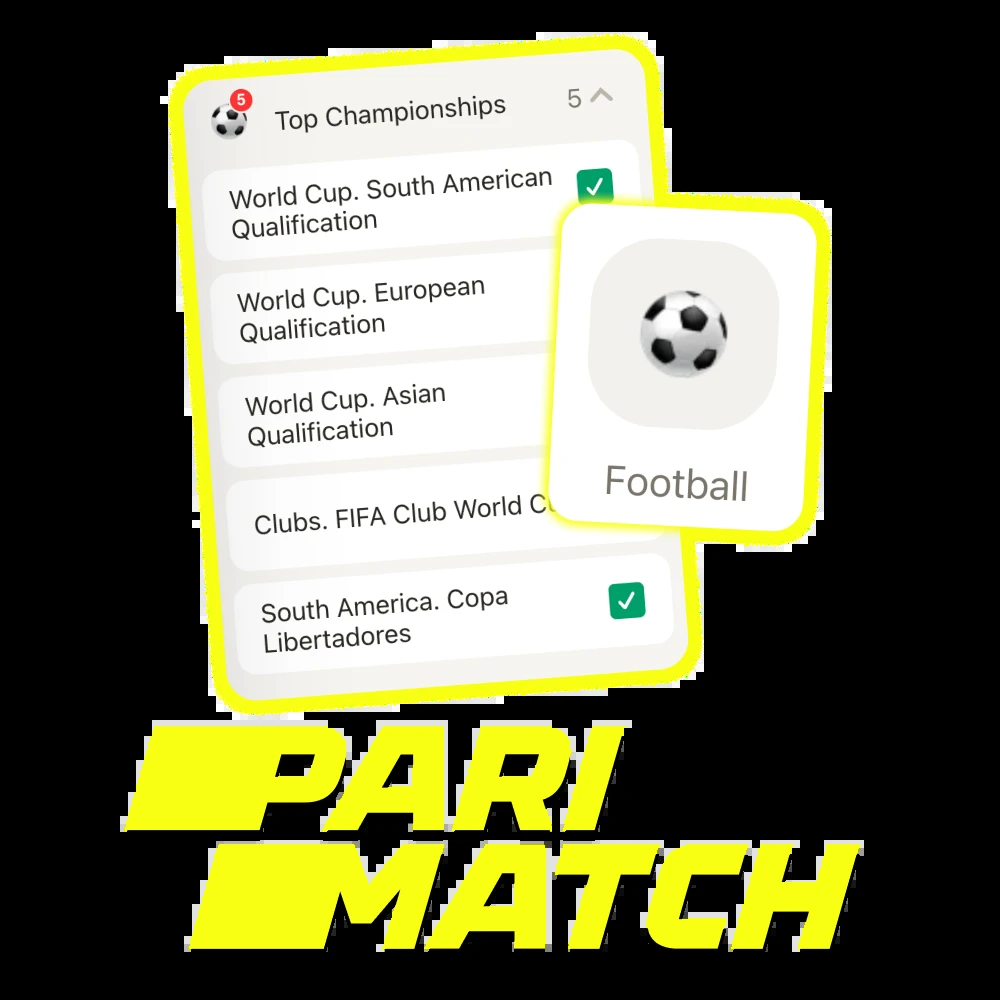 5
Top Championships 5
World Cup. South American
Qualification
World Cup. European
Qualification
World Cup. Asian
Qualification
Clubs. FIFA Club World
South America. Copa
Libertadores
Football
PARI
MATCH